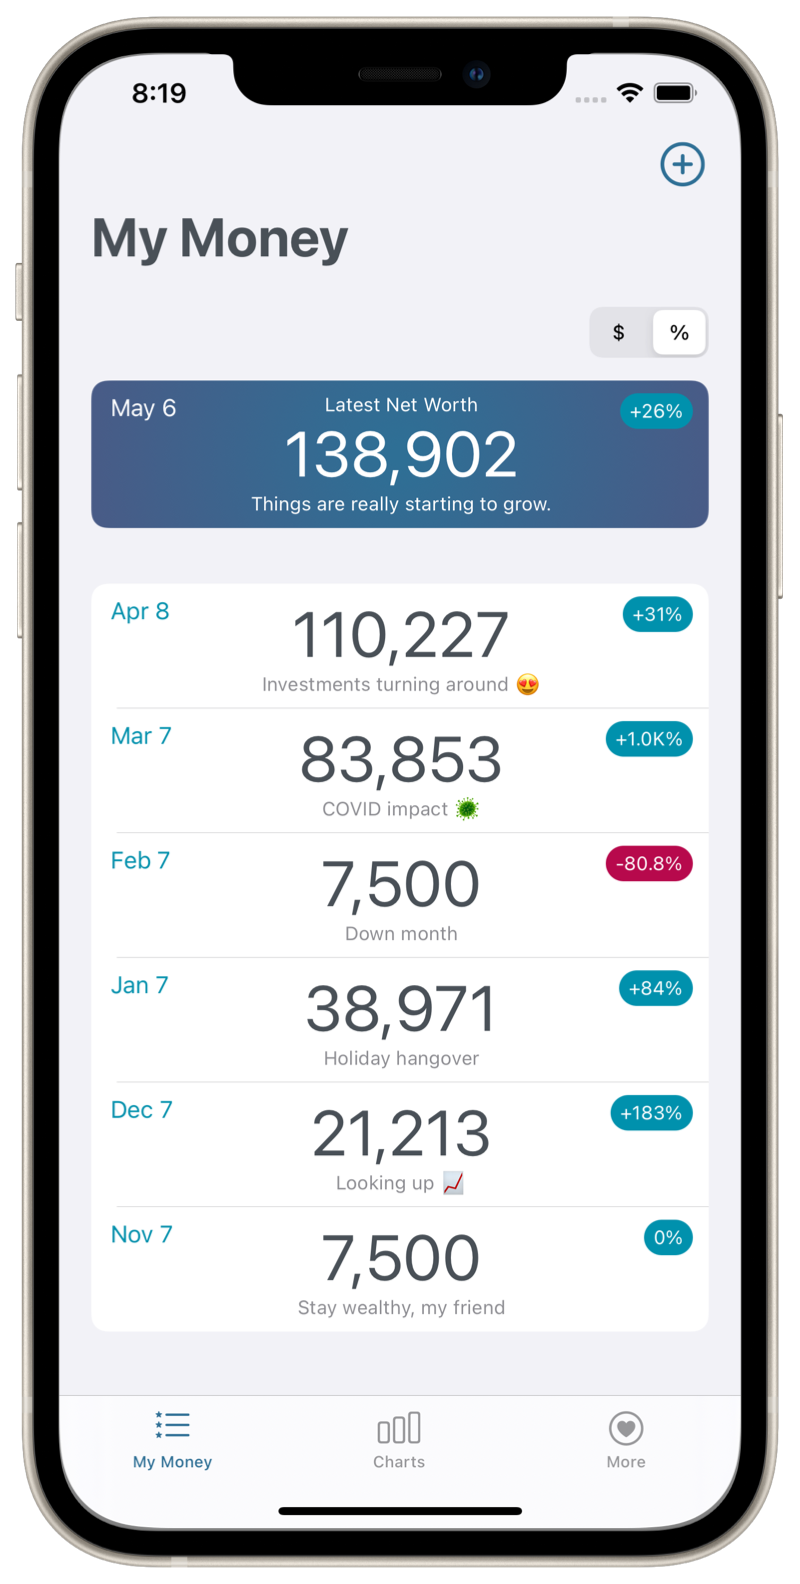 8:19
My Money
$ %
May 6
Latest Net Worth
+26%
138,902
Things are really starting to grow.
Apr 8
110,227
+31%
Investments turning around 😍
Mar 7
83,853
+1.0K%
COVID impact 🦠
Feb 7
7,500
-80.8%
Down month
Jan 7
38,971
+84%
Holiday hangover
Dec 7
21,213
+183%
Looking up 📈
Nov 7
7,500
0%
Stay wealthy, my friend
My Money
Charts
More